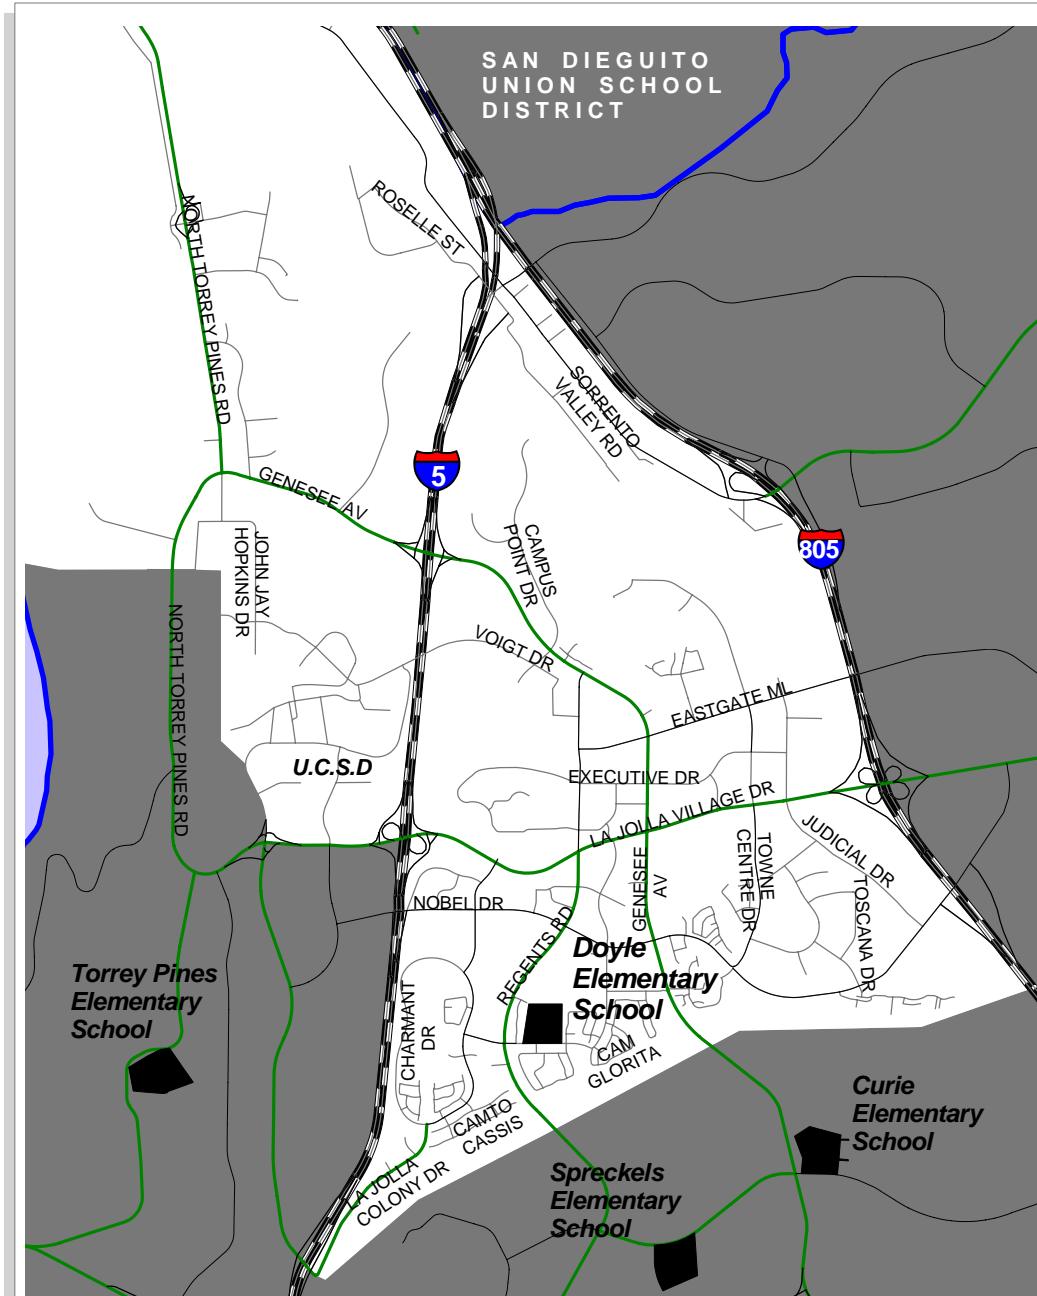 SAN DIEGUITO
UNION SCHOOL
DISTRICT
ROSELLE ST
NORTH TORREY PINES RD
SORRENTO
VALLEY RD
5
GENESEE AV
805
CAMPUS
POINT DR
JOHN JAY
HOPKINS DR
NORTH TORREY PINES RD
VOIGT DR
EASTGATE ML
U.C.S.D
EXECUTIVE DR
LA JOLLA VILLAGE DR
JUDICIAL DR
TOWNE
CENTRE DR
GENESEE
AV
TOSCANA DR
NOBEL DR
REGENTS RD
Doyle
Elementary
School
Torrey Pines
Elementary
School
CHARMANT
DR
CAM
GLORITA
Curie
Elementary
School
CAMTO
CASSIS
LA JOLLA
COLONY DR
Spreckels
Elementary
School